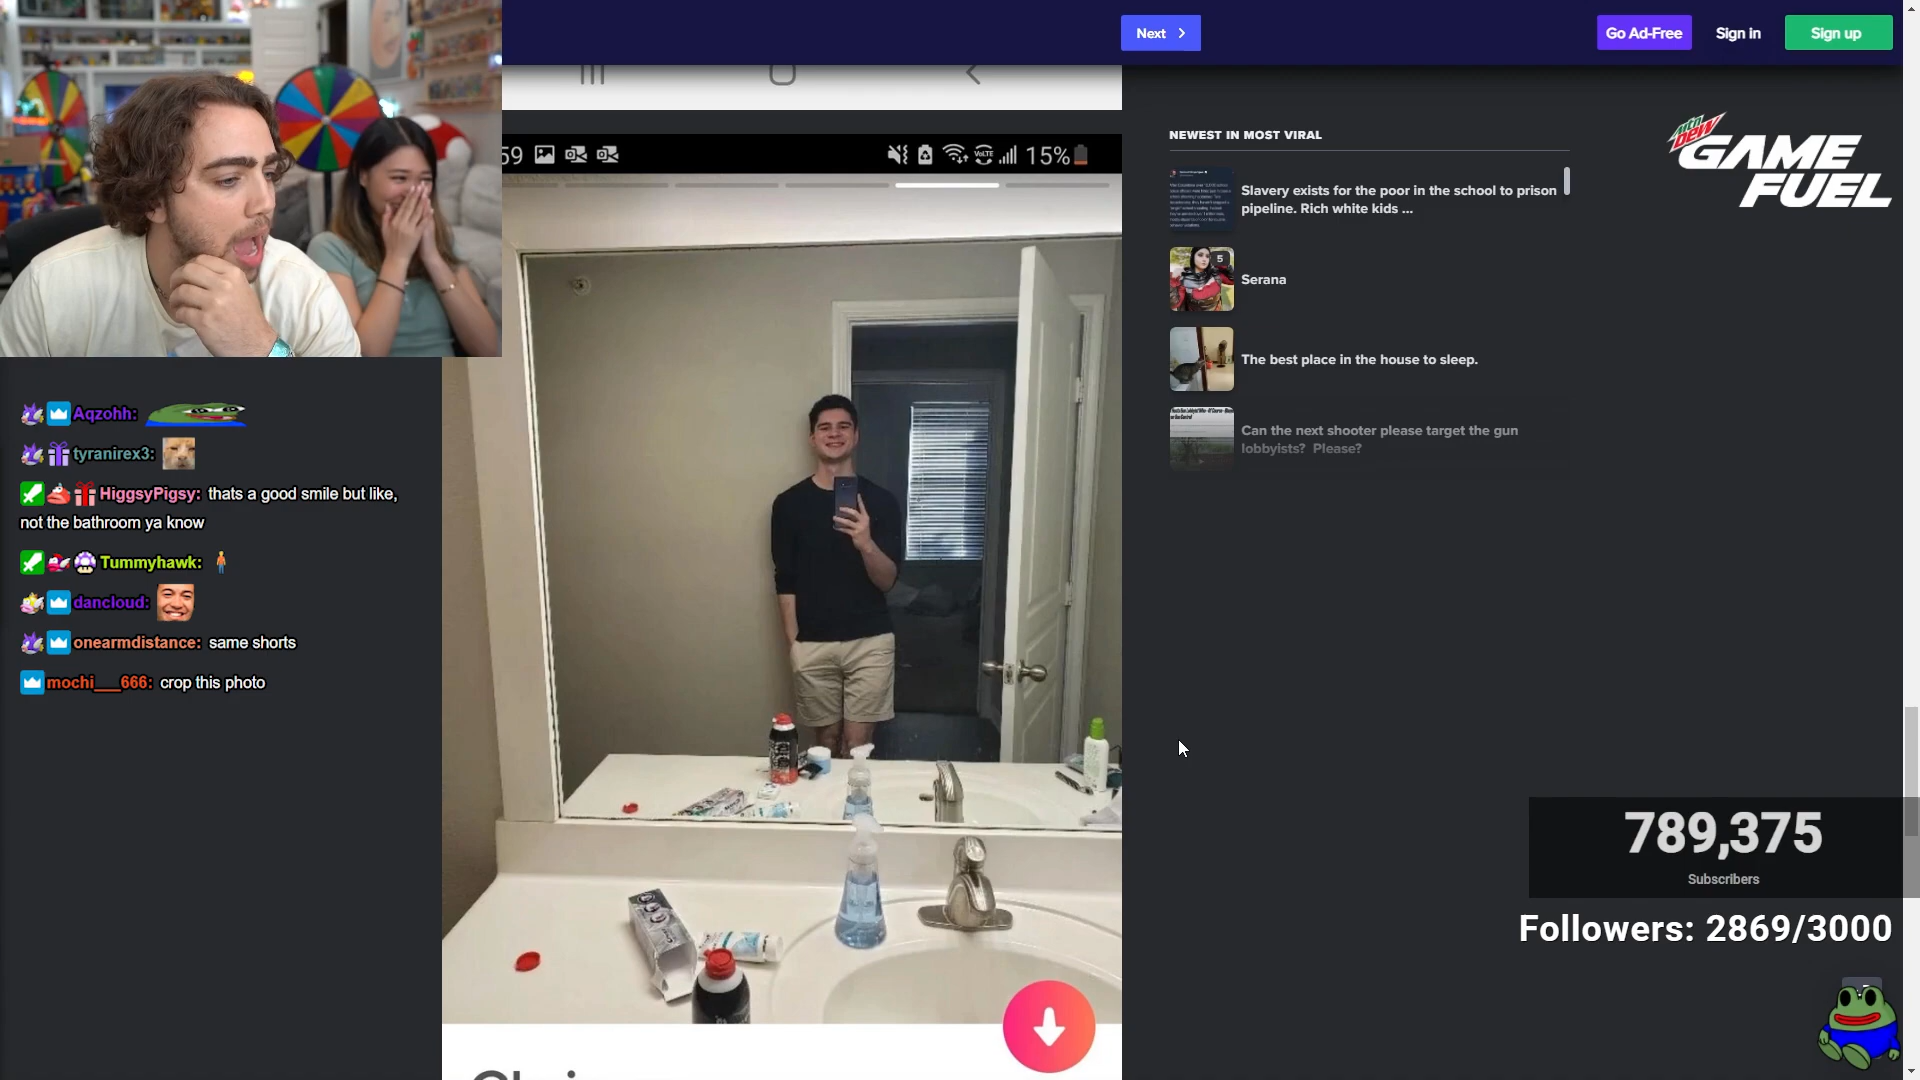 Next
Go Ad-Free
Sign in
Sign up
59
15%
NEWEST IN MOST VIRAL
Slavery exists for the poor in the school to prison
pipeline. Rich white kids ...
5
Serana
The best place in the house to sleep.
Can the next shooter please target the gun
lobbyists? Please?
mtn
DEW
GAME
FUEL
Aqzohh:
tyranirex3:
HiggsyPigsy: thats a good smile but like,
not the bathroom ya know
Tummyhawk:
dancloud:
onearmdistance: same shorts
mochi___666: crop this photo
789,375
Subscribers
Followers: 2869/3000